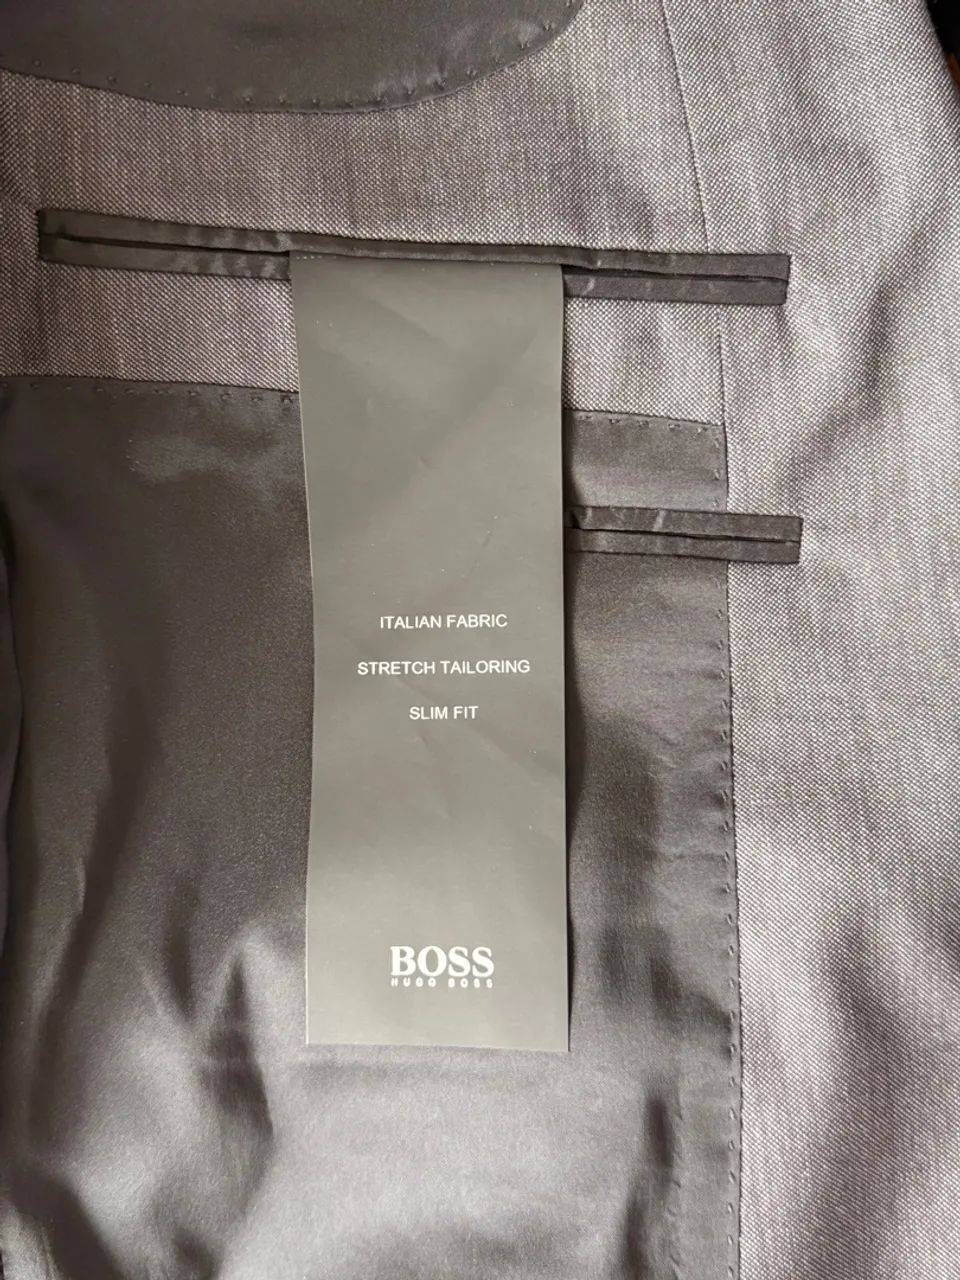 ITALIAN FABRIC
STRETCH TAILORING
SLIM FIT
BOSS
HUGO BOSS